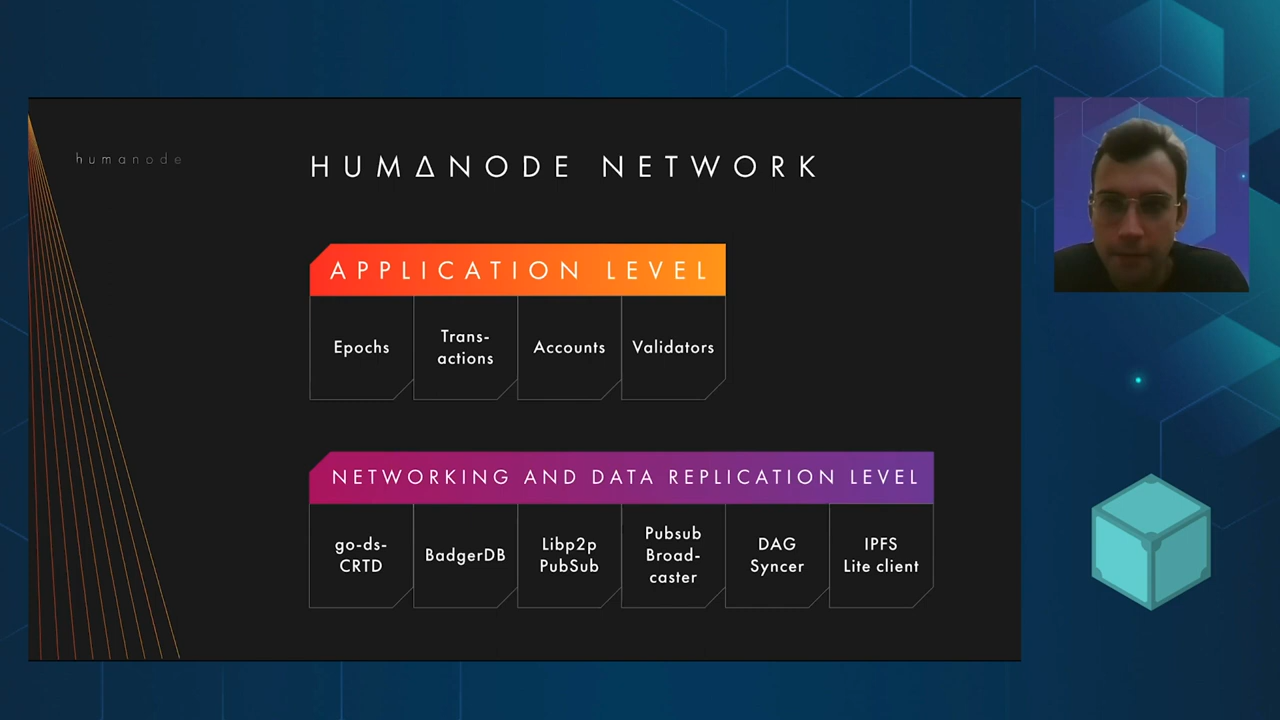 humanode
HUMΔNODE NETWORK
APPLICATION LEVEL
Epochs
Trans-
actions
Accounts
Validators
NETWORKING AND DATA REPLICATION LEVEL
go-ds-
CRTD
BadgerDB
Libp2p
PubSub
Pubsub
Broad-
caster
DAG
Syncer
IPFS
Lite client